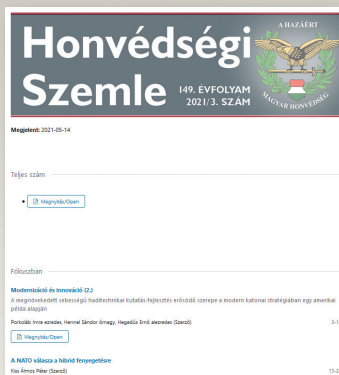 A HAZÁÉRT
Honvédségi
Szemle
149. ÉVFOLYAM
2021/3. SZÁM
MAGYAR HONVÉDSÉG
Megjelent: 2021-05-14
Teljes szám
Megnyitás/Open
Fókuszban
Modernizáció és innováció (2.)
A megnövekedett sebességű haditechnikai kutatás-fejlesztés erősödő szerepe a modern katonai stratégiában egy amerikai
példa alapján
Porkoláb Imre ezredes, Hennel Sándor őrnagy, Hegedűs Ernő alezredes (Szerző)
Megnyitás/Open
A NATO válasza a hibrid fenyegetésre
Kiss Álmos Péter (Szerző)